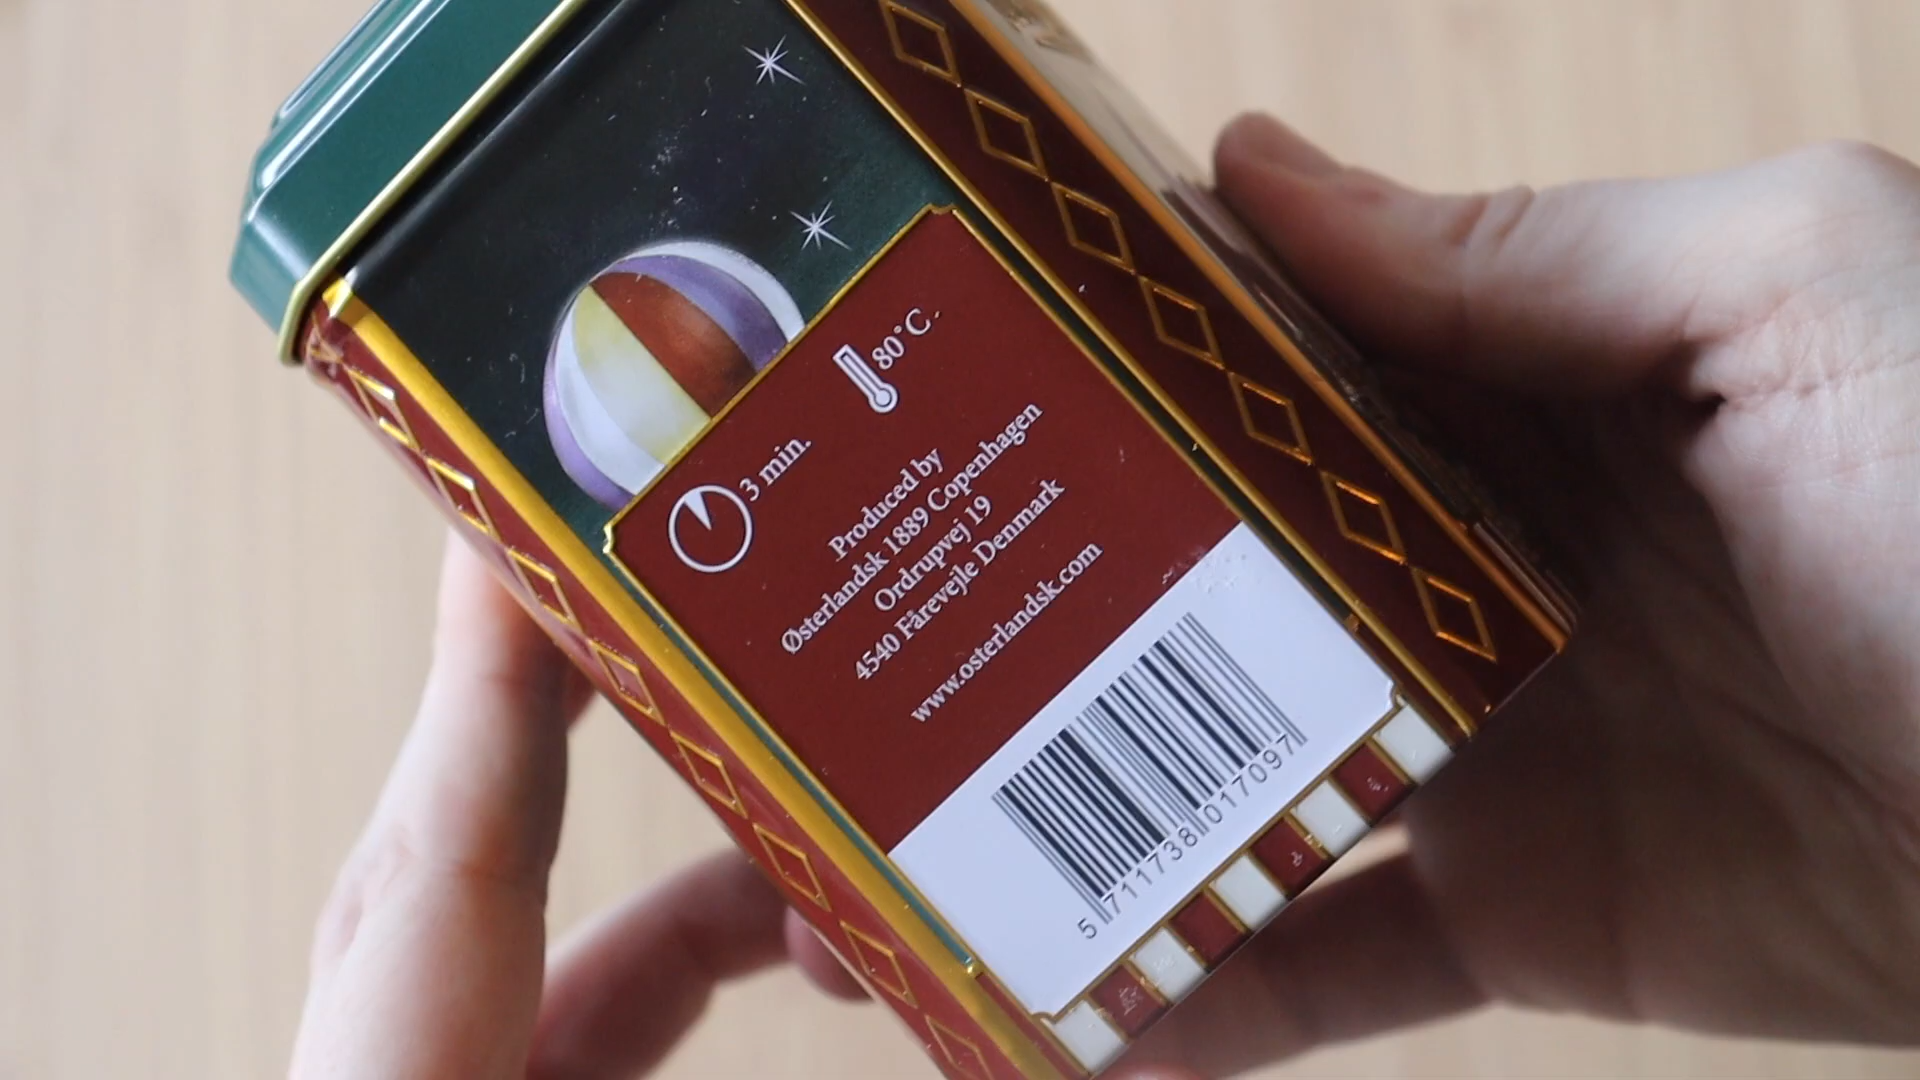 80°C.
3 min.
Produced by
Østerlandsk 1889 Copenhagen
Ordrupvej 19
4540 Fårevejle Denmark
www.osterlandsk.com
5 711738 017097